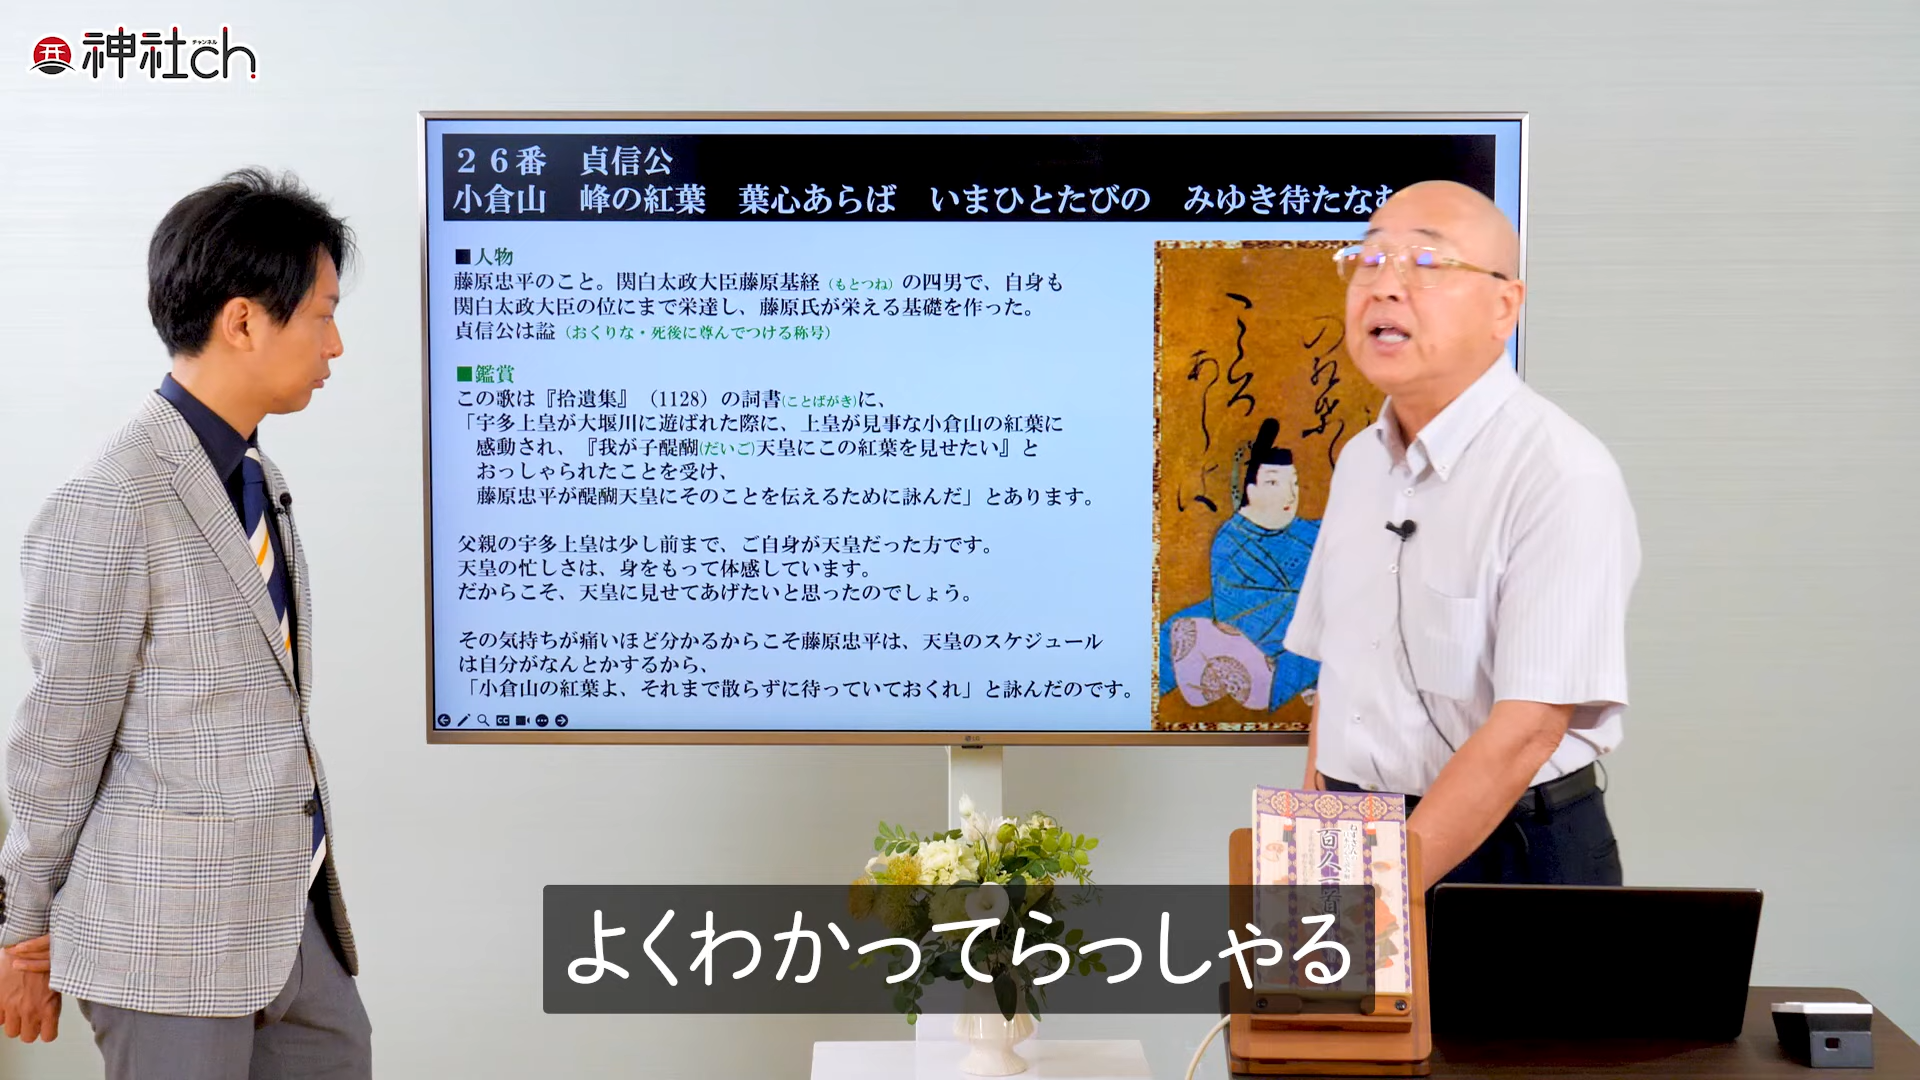 神社ch
チャンネル
26番 貞信公
小倉山 峰の紅葉 葉心あらば いまひとたびの みゆき待たなむ
■人物
藤原忠平のこと。関白太政大臣藤原基経(もとつね)の四男で、自身も
関白太政大臣の位にまで栄達し、藤原氏が栄える基礎を作った。
貞信公は謚(おくりな・死後に尊んでつける称号)
■鑑賞
この歌は『拾遺集』(1128)の詞書(ことばがき)に、
「宇多上皇が大堰川に遊ばれた際に、上皇が見事な小倉山の紅葉に
感動され、『我が子醍醐(だいご)天皇にこの紅葉を見せたい』と
おっしゃられたことを受け、
藤原忠平が醍醐天皇にそのことを伝えるために詠んだ」とあります。
父親の宇多上皇は少し前まで、ご自身が天皇だった方です。
天皇の忙しさは、身をもって体感しています。
だからこそ、天皇に見せてあげたいと思ったのでしょう。
その気持ちが痛いほど分かるからこそ藤原忠平は、天皇のスケジュール
は自分がなんとかするから、
「小倉山の紅葉よ、それまで散らずに待っていておくれ」と詠んだのです。
LG
百人一首
よくわかってらっしゃる